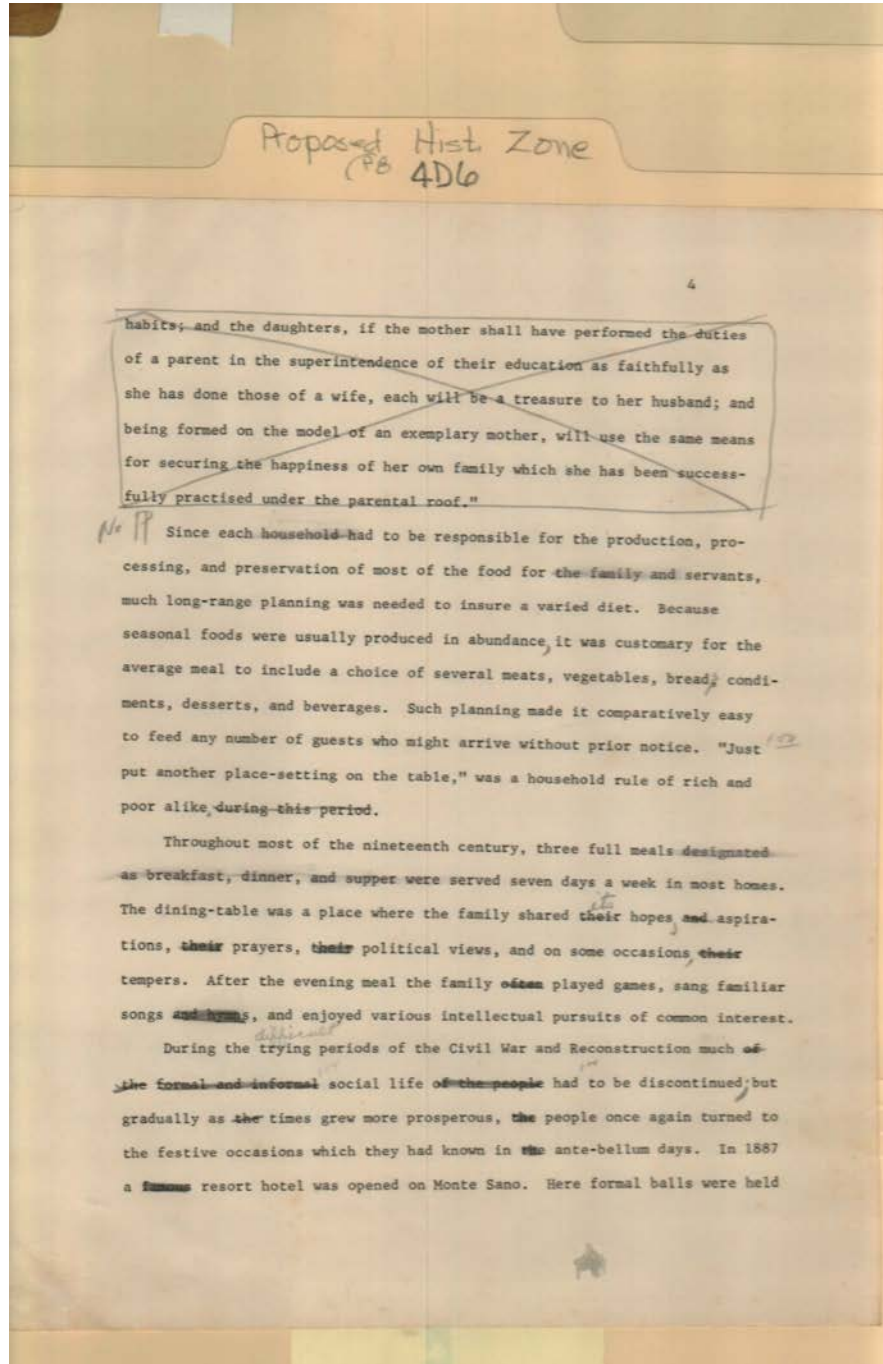 Proposed Hist. Zone
(PB
4D6
4
habits; and the daughters, if the mother shall have performed the duties
of a parent in the superintendence of their education as faithfully as
she has done those of a wife, each will be a treasure to her husband; and
being formed on the model of an exemplary mother, will use the same means
for securing the happiness of her own family which she has been success-
fully practised under the parental roof."
No ¶ Since each household had to be responsible for the production, pro-
cessing, and preservation of most of the food for the family and servants,
much long-range planning was needed to insure a varied diet. Because
seasonal foods were usually produced in abundance, it was customary for the
average meal to include a choice of several meats, vegetables, bread, condi-
ments, desserts, and beverages. Such planning made it comparatively easy
to feed any number of guests who might arrive without prior notice. "Just
put another place-setting on the table," was a household rule of rich and
poor alike, during this period.
Throughout most of the nineteenth century, three full meals designated
as breakfast, dinner, and supper were served seven days a week in most homes.
its
The dining-table was a place where the family shared their hopes, and aspira-
tions, their prayers, their political views, and on some occasions, their
tempers. After the evening meal the family often played games, sang familiar
songs and hymns, and enjoyed various intellectual pursuits of common interest.
difficult
During the trying periods of the Civil War and Reconstruction much of
the formal and informal social life of the people had to be discontinued; but
gradually as the times grew more prosperous, the people once again turned to
the festive occasions which they had known in the ante-bellum days. In 1887
a famous resort hotel was opened on Monte Sano. Here formal balls were held